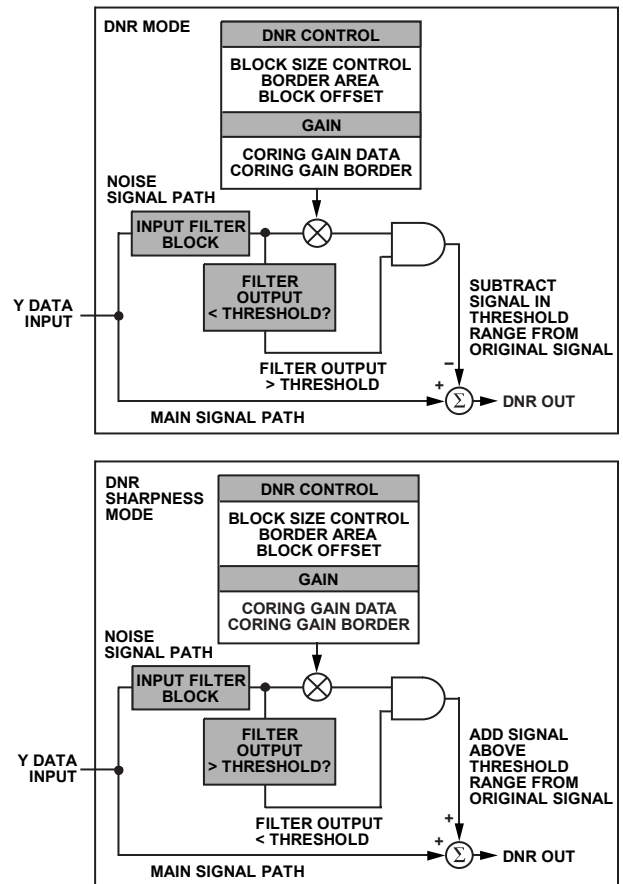 DNR MODE
DNR CONTROL
BLOCK SIZE CONTROL
BORDER AREA
BLOCK OFFSET
GAIN
CORING GAIN DATA
CORING GAIN BORDER
NOISE
SIGNAL PATH
INPUT FILTER
BLOCK
FILTER
OUTPUT
< THRESHOLD?
Y DATA
INPUT
FILTER OUTPUT
> THRESHOLD
SUBTRACT
SIGNAL IN
THRESHOLD
RANGE FROM
ORIGINAL SIGNAL
–
+
Σ
DNR OUT
MAIN SIGNAL PATH
DNR
SHARPNESS
MODE
DNR CONTROL
BLOCK SIZE CONTROL
BORDER AREA
BLOCK OFFSET
GAIN
CORING GAIN DATA
CORING GAIN BORDER
NOISE
SIGNAL PATH
INPUT FILTER
BLOCK
FILTER
OUTPUT
> THRESHOLD?
Y DATA
INPUT
FILTER OUTPUT
< THRESHOLD
ADD SIGNAL
ABOVE
THRESHOLD
RANGE FROM
ORIGINAL SIGNAL
+
+
Σ
DNR OUT
MAIN SIGNAL PATH